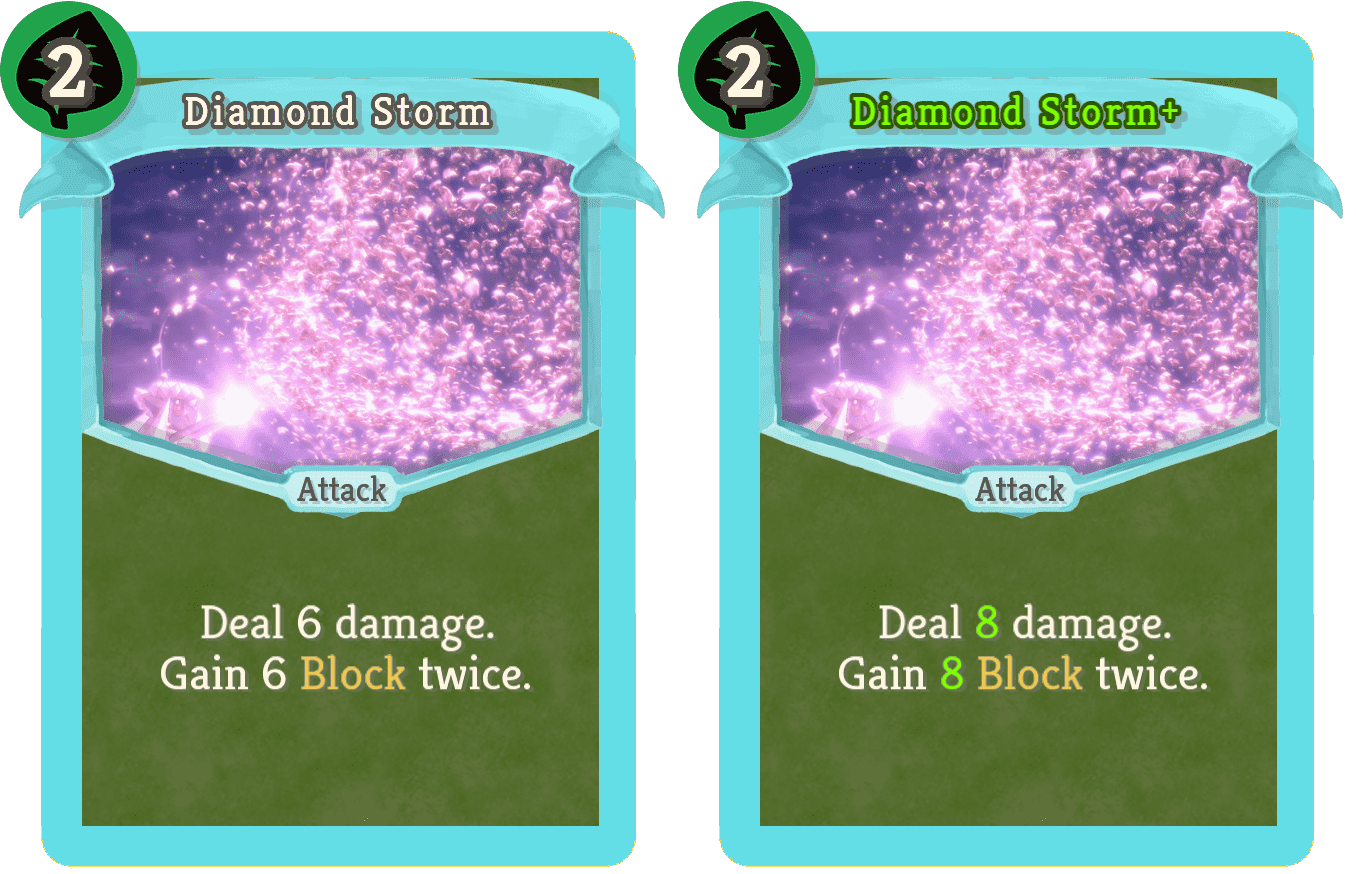 2
Diamond Storm
Attack
Deal 6 damage.
Gain 6 Block twice.
2
Diamond Storm+
Attack
Deal 8 damage.
Gain 8 Block twice.